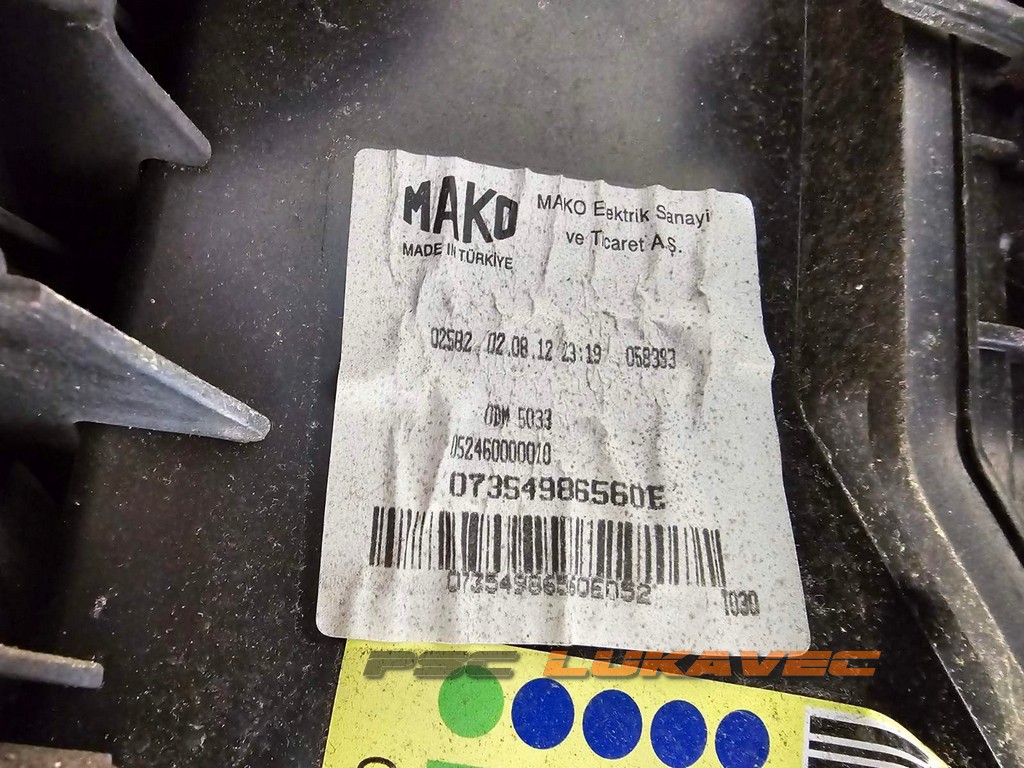 MAKO
MAKO Elektrik Sanayi
ve Ticaret A.Ş.
MADE IN TÜRKİYE
02582 02.08.12 23:19 058393
ODM 5033
052460000010
07354986560E
07354986560E052
1030
PSC LUKAVEC